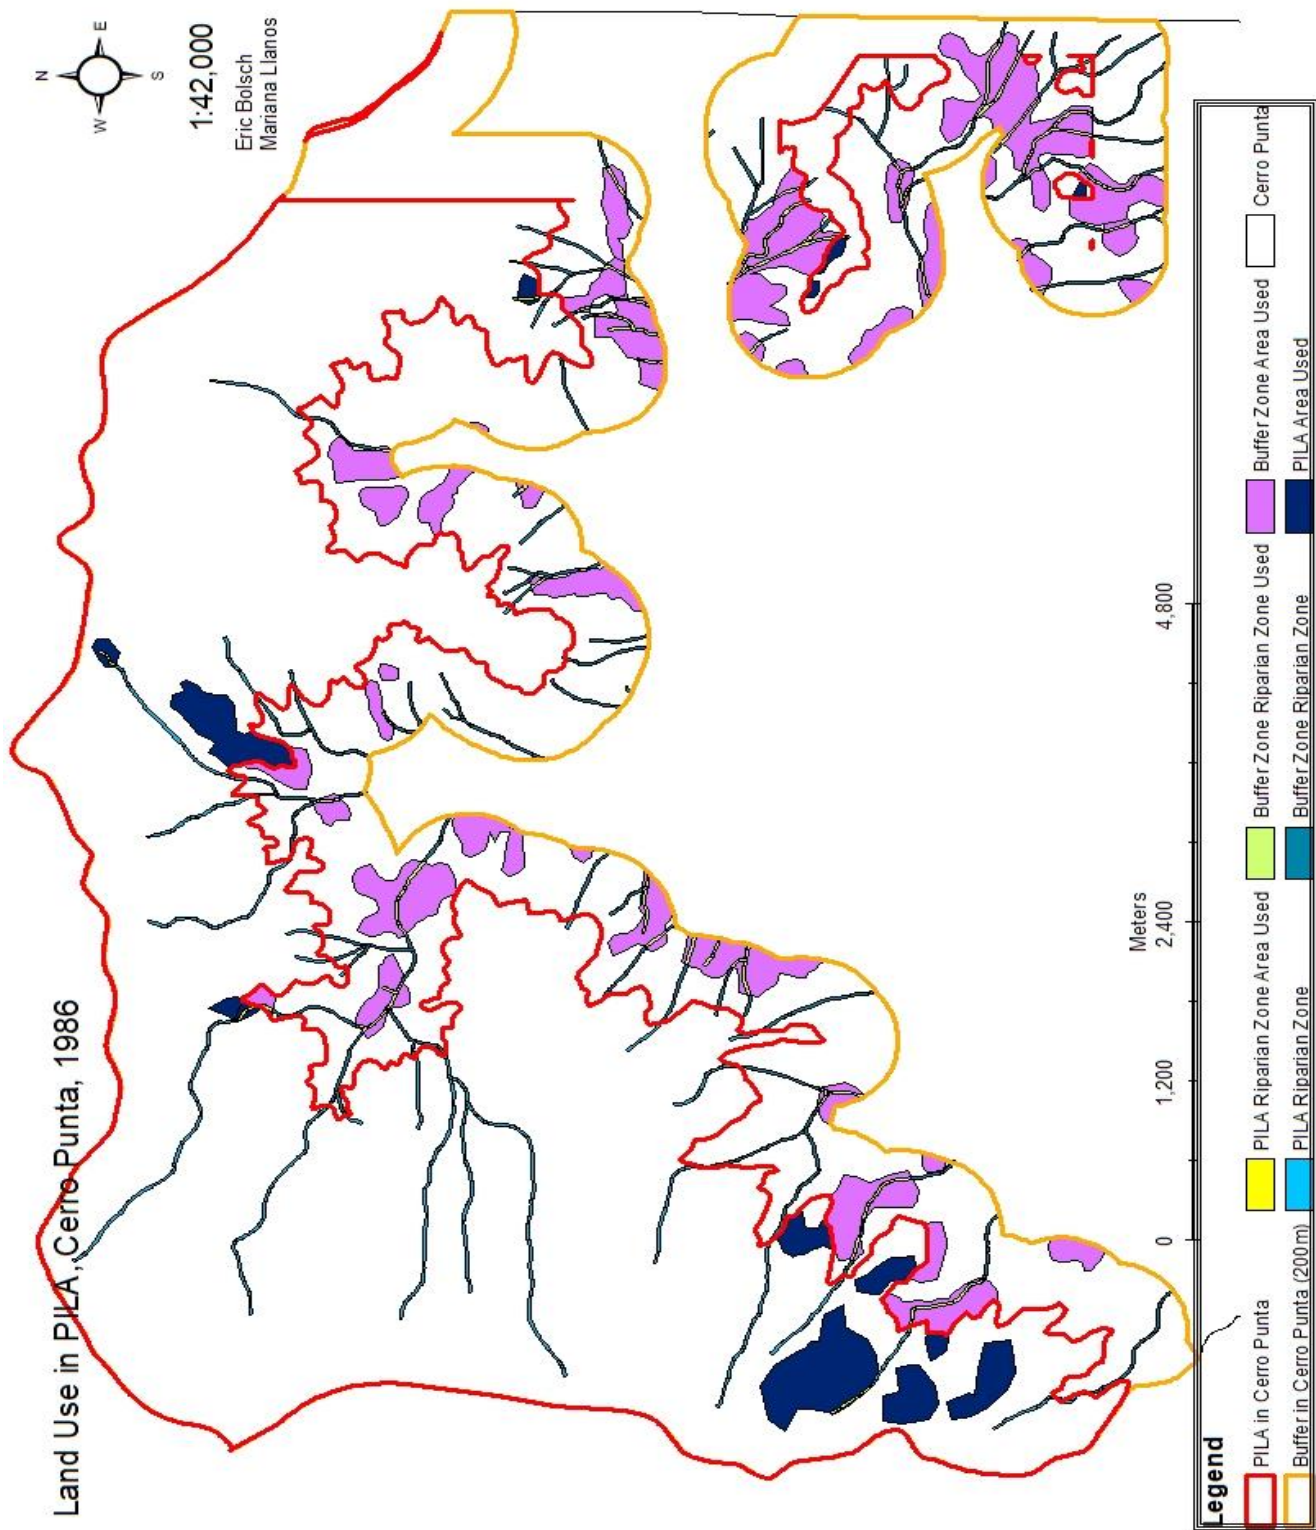 Land Use in PILA, Cerro Punta, 1986
N
W
E
S
1:42,000
Eric Bolsch
Mariana Llanos
Meters
0
1,200
2,400
4,800
Legend
PILA in Cerro Punta
PILA Riparian Zone Area Used
Buffer Zone Riparian Zone Used
Buffer Zone Area Used
Cerro Punta
Buffer in Cerro Punta (200m)
PILA Riparian Zone
Buffer Zone Riparian Zone
PILA Area Used